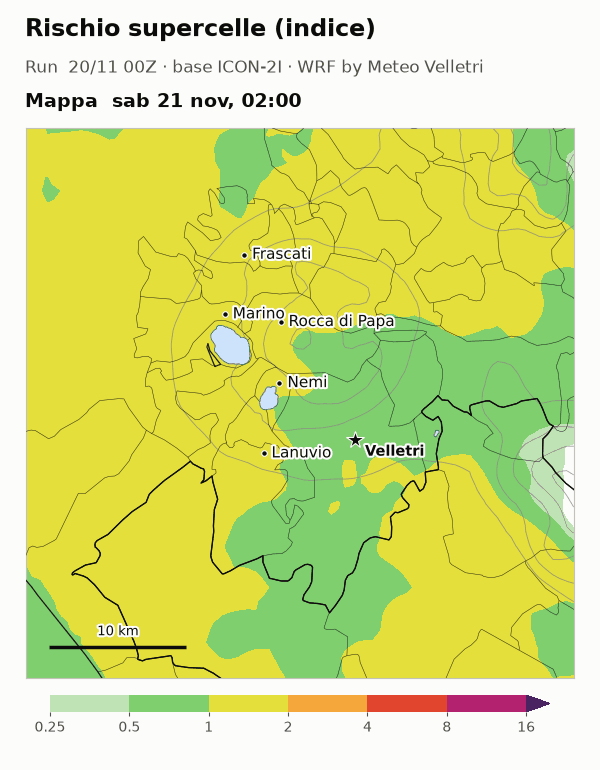 Rischio supercelle (indice)
Run  20/11 00Z · base ICON-2I · WRF by Meteo Velletri
Mappa  sab 21 nov, 02:00
Frascati
Marino
Rocca di Papa
Nemi
Velletri
Lanuvio
10 km
0.25 0.5 1 2 4 8 16